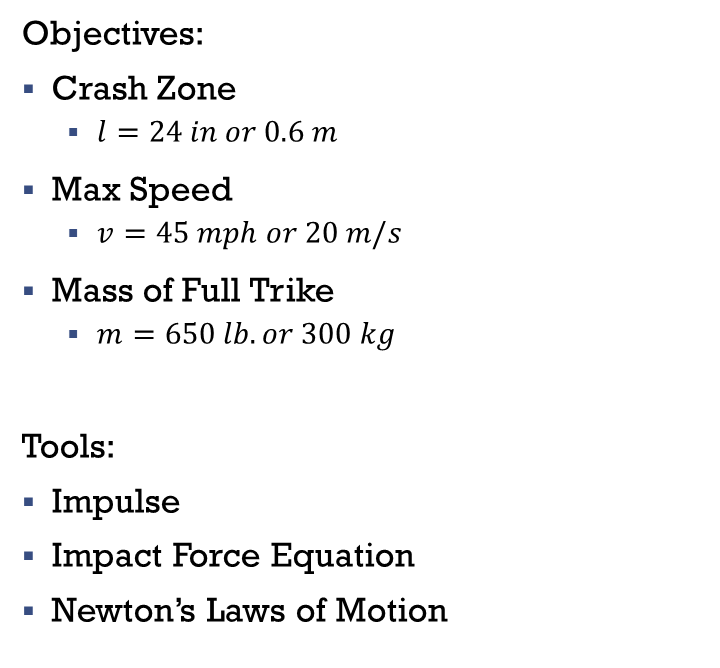 Objectives:
▪ Crash Zone
▪ l = 24 in or 0.6 m
▪ Max Speed
▪ v = 45 mph or 20 m/s
▪ Mass of Full Trike
▪ m = 650 lb. or 300 kg
Tools:
▪ Impulse
▪ Impact Force Equation
▪ Newton’s Laws of Motion